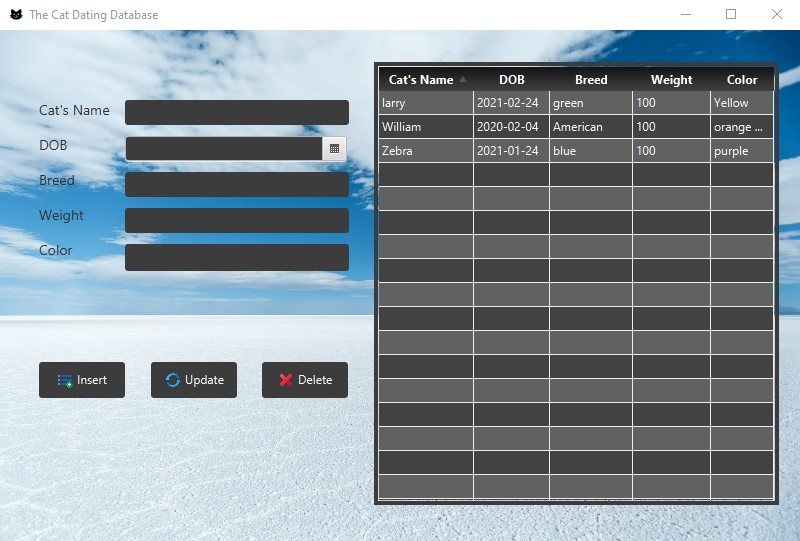 The Cat Dating Database
Cat's Name
DOB
Breed
Weight
Color
Insert Update Delete
Cat's Name DOB Breed Weight Color
larry 2021-02-24 green 100 Yellow
William 2020-02-04 American 100 orange ...
Zebra 2021-01-24 blue 100 purple